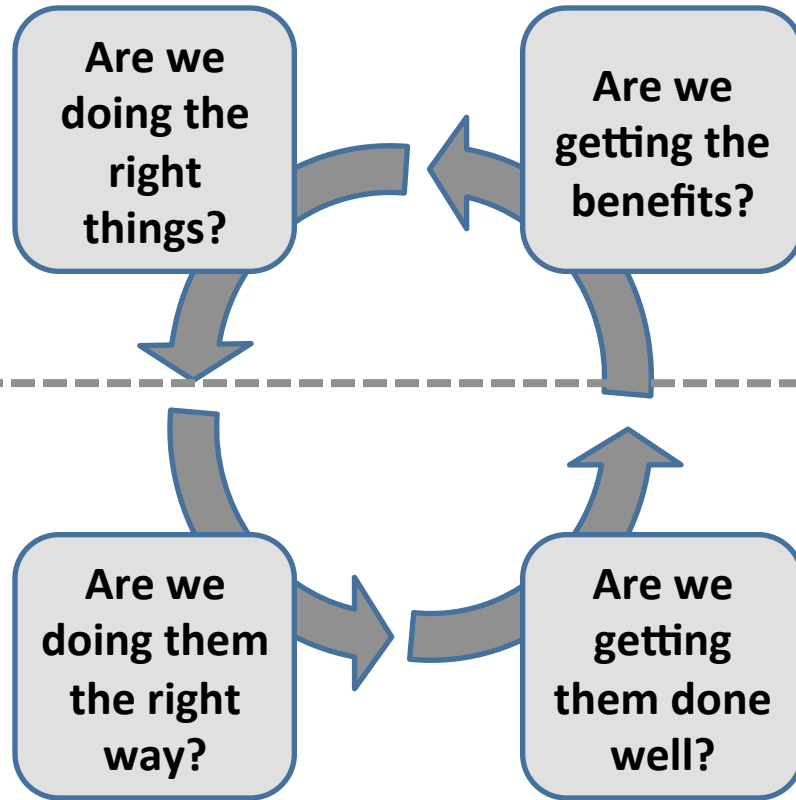 Are we
doing the
right
things?
Are we
getting the
benefits?
Are we
doing them
the right
way?
Are we
getting
them done
well?